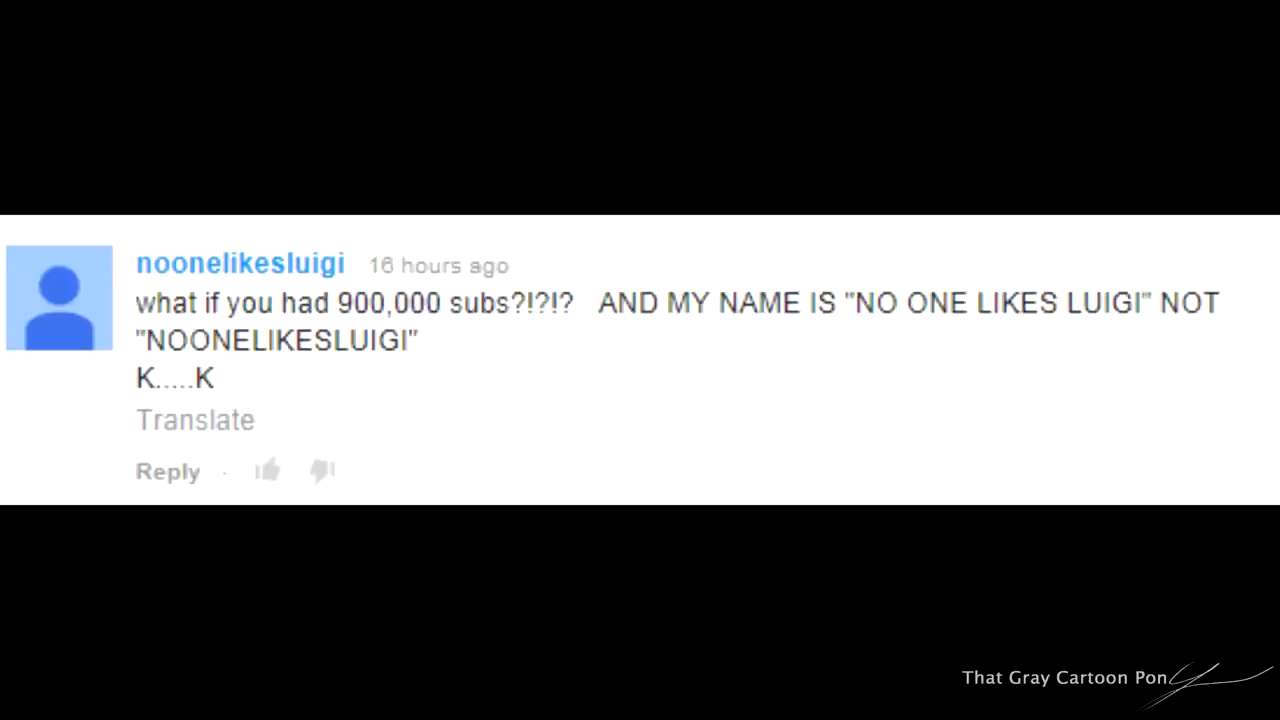 noonelikesluigi 16 hours ago
what if you had 900,000 subs?!?!? AND MY NAME IS "NO ONE LIKES LUIGI" NOT
"NOONELIKESLUIGI"
K.....K
Translate
Reply ·
That Gray Cartoon Pony